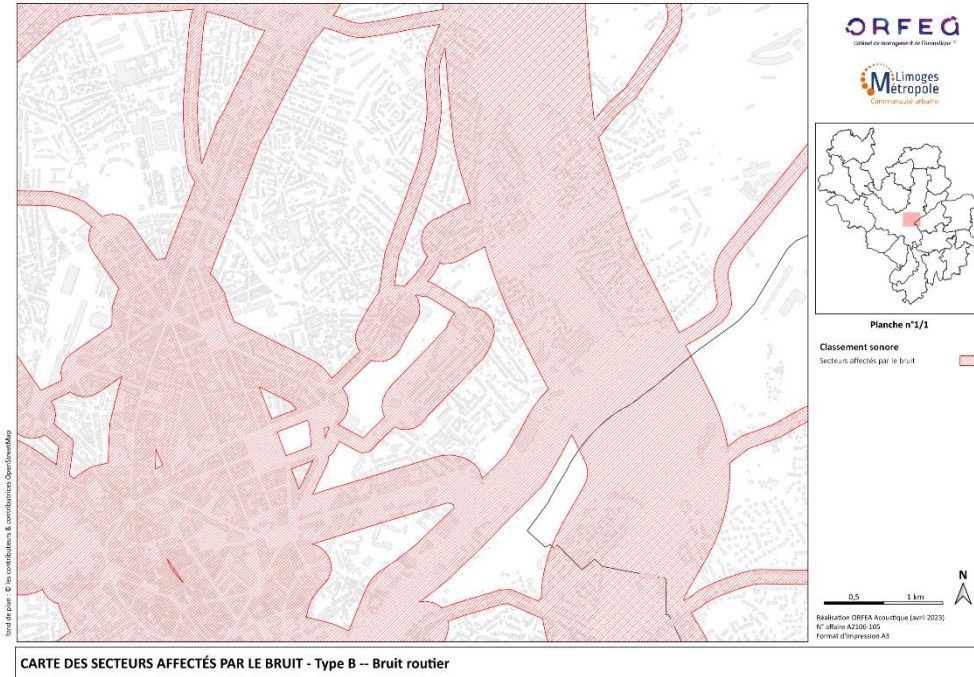 ORFEA
Cabinet de management de l'acoustique
Limoges
Métropole
Communauté urbaine
Planche n°1/1
Classement sonore
Secteurs affectés par le bruit
N
0,5 1 km
Réalisation ORFEA Acoustique (avril 2023)
N° affaire A2106-105
Format d'impression A3
fond de plan : © les contributeurs & contributrices OpenStreetMap
CARTE DES SECTEURS AFFECTÉS PAR LE BRUIT - Type B -- Bruit routier